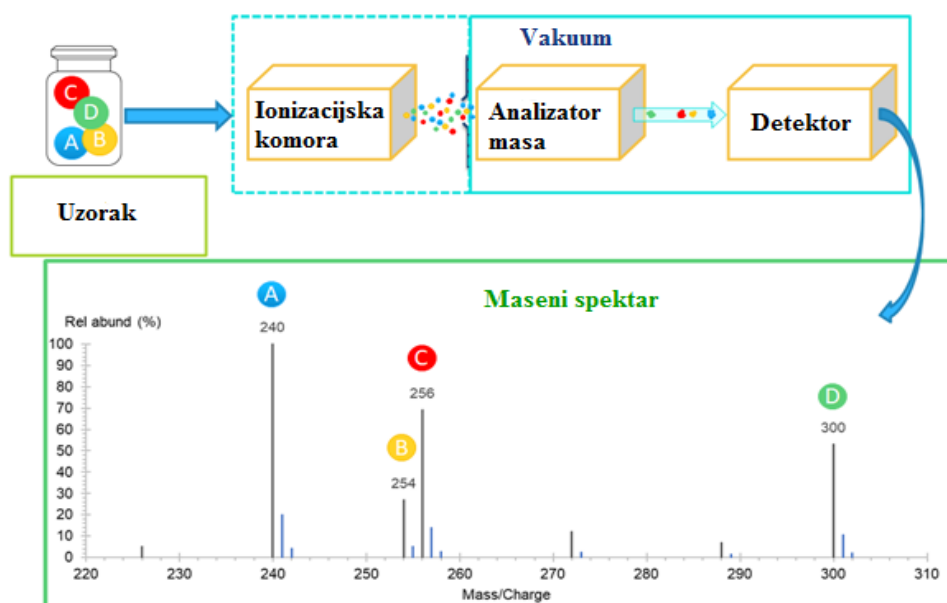 Vakuum
C
D
A
B
Ionizacijska
komora
Analizator
masa
Detektor
Uzorak
Maseni spektar
A
Rel abund (%)
240
C
256
B
254
D
300
100
90
80
70
60
50
40
30
20
10
0
220 230 240 250 260 270 280 290 300 310
Mass/Charge